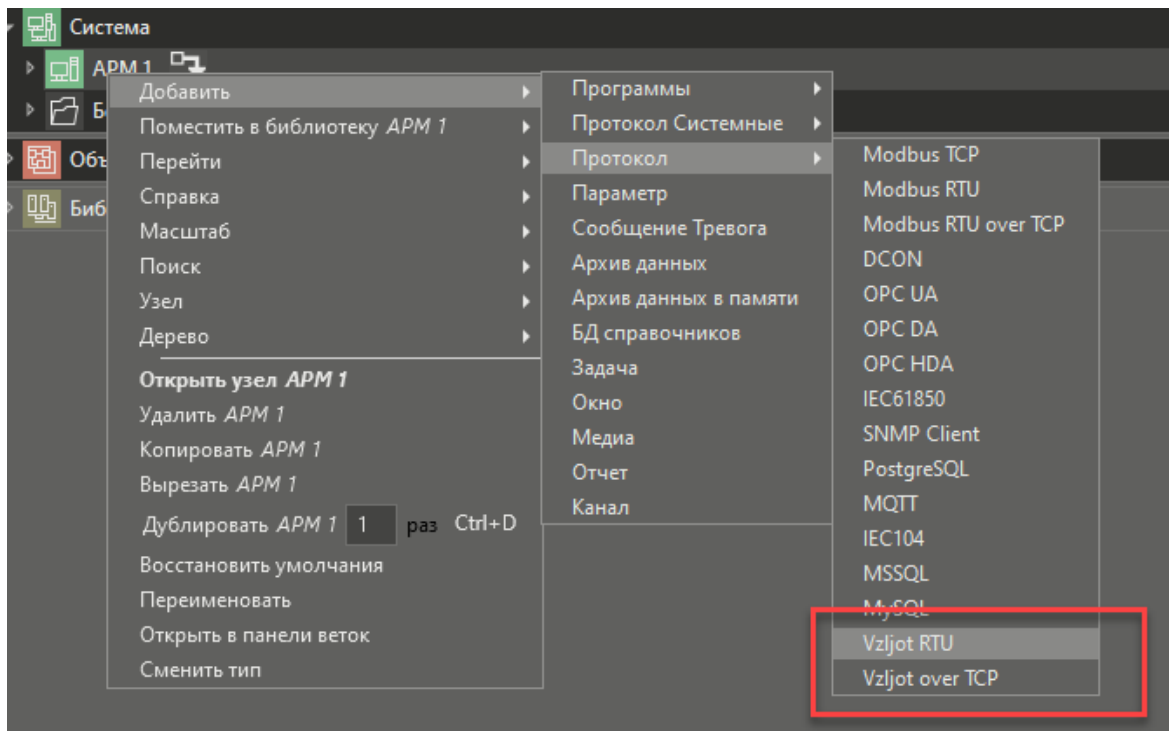 Система
АРМ 1
Объ
Биб
Добавить
Поместить в библиотеку АРМ 1
Перейти
Справка
Масштаб
Поиск
Узел
Дерево
Открыть узел АРМ 1
Удалить АРМ 1
Копировать АРМ 1
Вырезать АРМ 1
Дублировать АРМ 1 1 раз Ctrl+D
Восстановить умолчания
Переименовать
Открыть в панели веток
Сменить тип
Программы
Протокол Системные
Протокол
Параметр
Сообщение Тревога
Архив данных
Архив данных в памяти
БД справочников
Задача
Окно
Медиа
Отчет
Канал
Modbus TCP
Modbus RTU
Modbus RTU over TCP
DCON
OPC UA
OPC DA
OPC HDA
IEC61850
SNMP Client
PostgreSQL
MQTT
IEC104
MSSQL
MySQL
Vzljot RTU
Vzljot over TCP